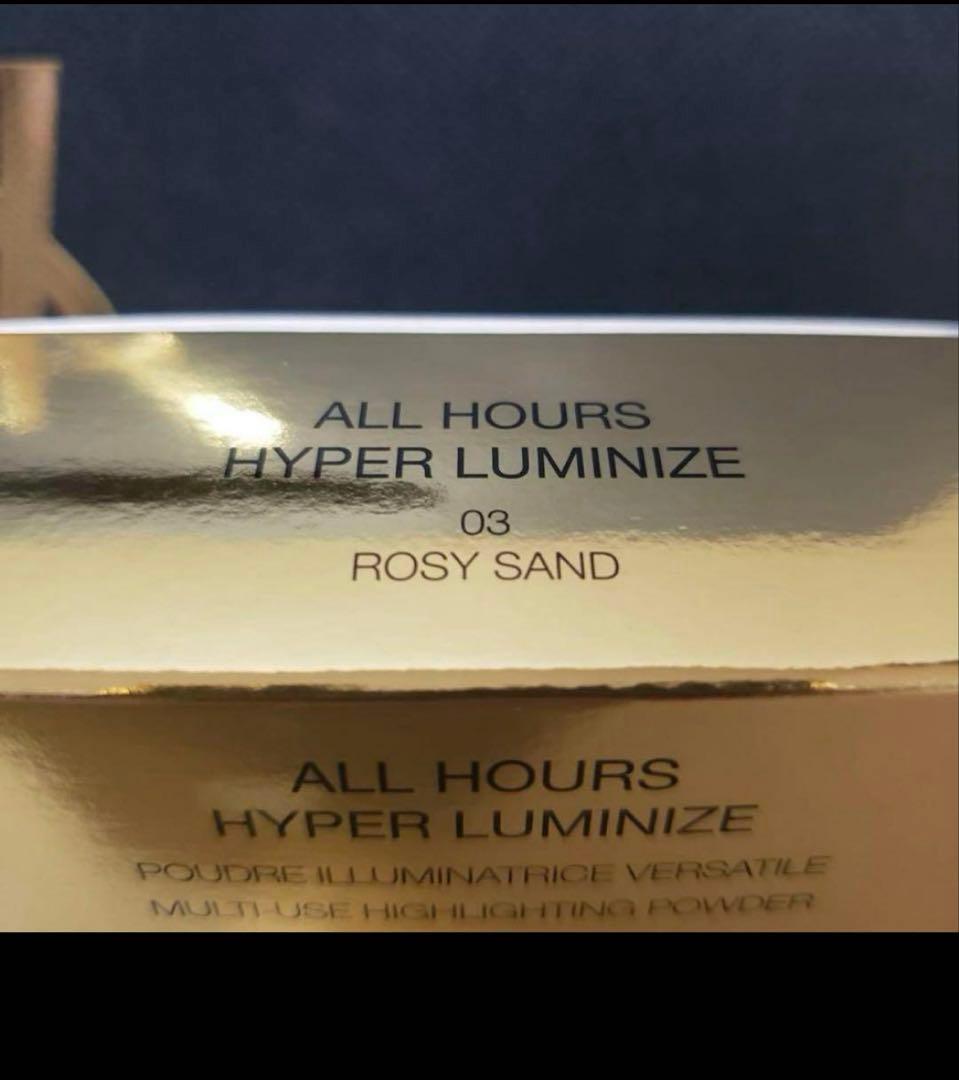 ALL HOURS
HYPER LUMINIZE
03
ROSY SAND
ALL HOURS
HYPER LUMINIZE
POUDRE ILLUMINATRICE VERSATILE
MULTI-USE HIGHLIGHTING POWDER